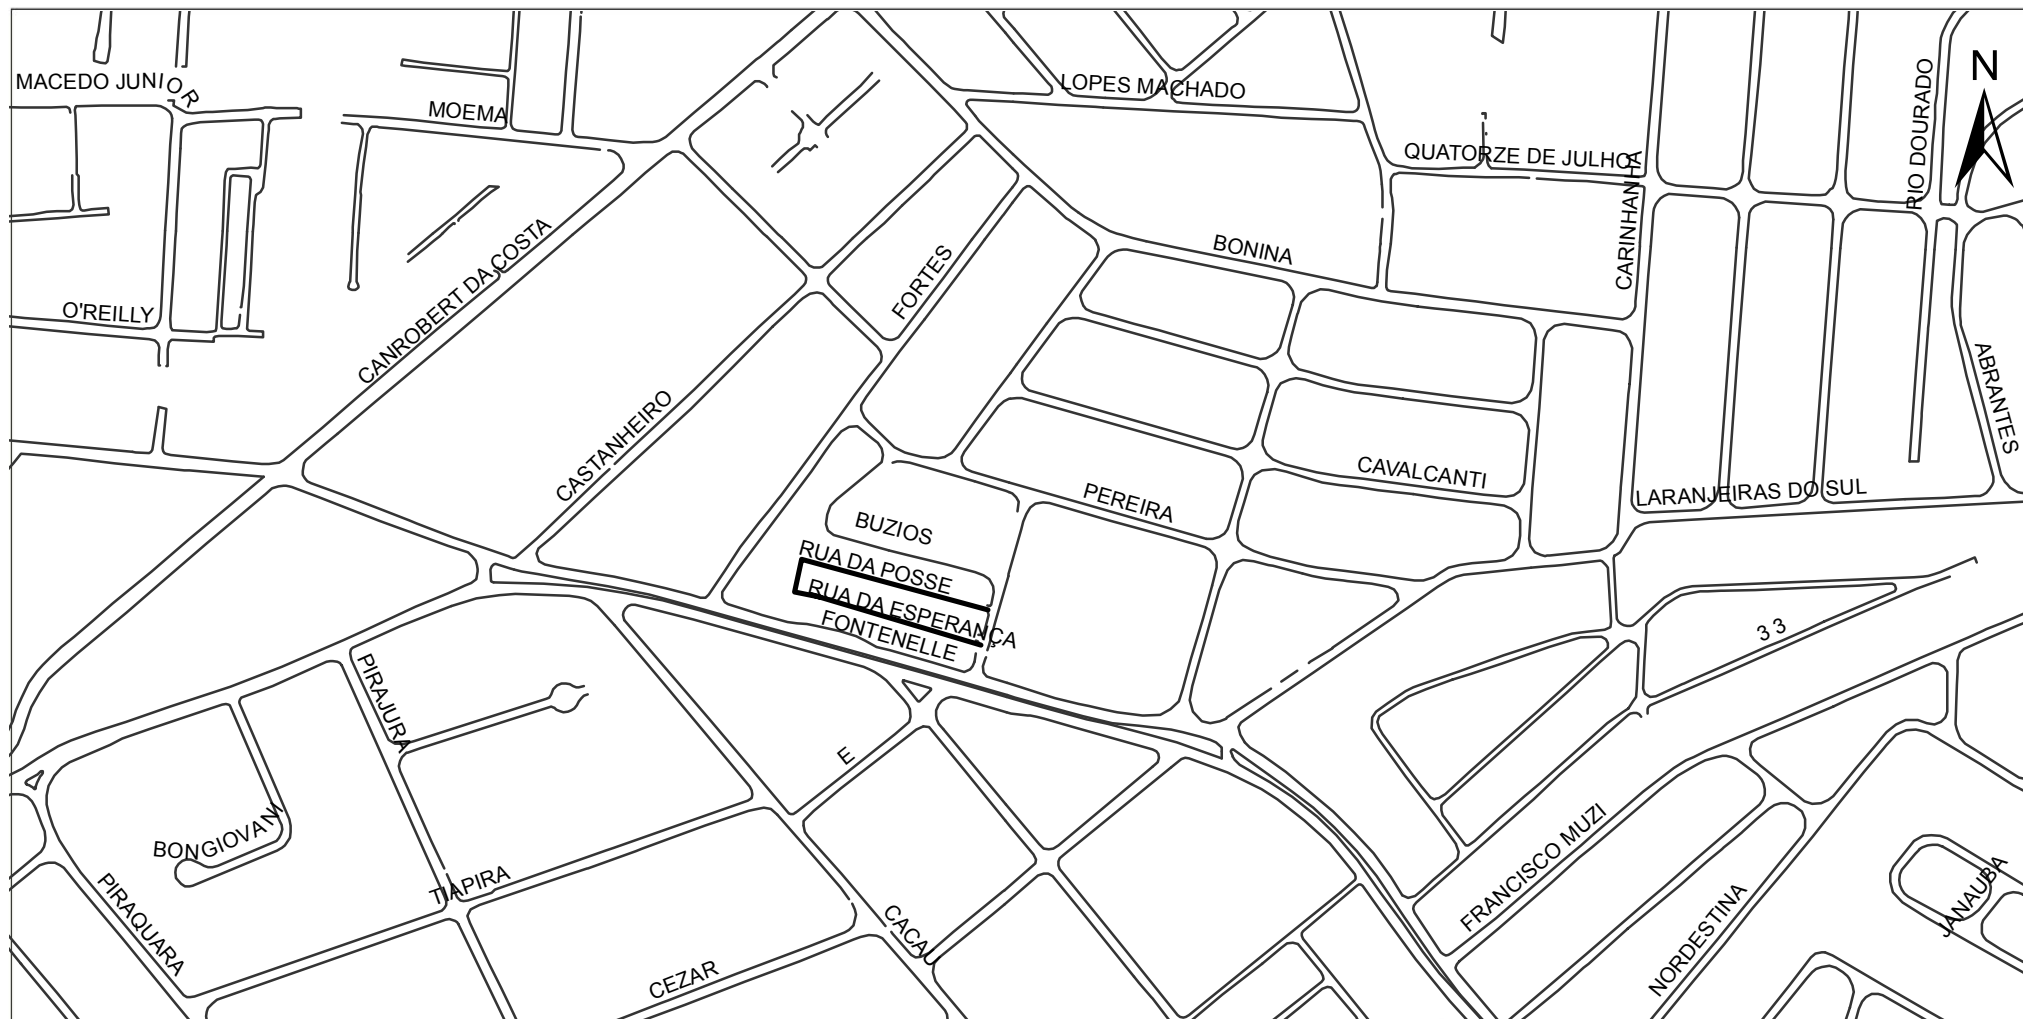 N
MACEDO JUNIOR
MOEMA
LOPES MACHADO
RIO DOURADO
QUATORZE DE JULHO
CARINHANHA
BONINA
CANROBERT DA COSTA
FORTES
O'REILLY
ABRANTES
CASTANHEIRO
CAVALCANTI
LARANJEIRAS DO SUL
PEREIRA
BUZIOS
RUA DA POSSE
RUA DA ESPERANÇA
FONTENELLE
33
PIRAJURA
E
BONGIOVANI
FRANCISCO MUZI
TIAPIRA
PIRAQUARA
CACAU
NORDESTINA
JANAUBA
CEZAR